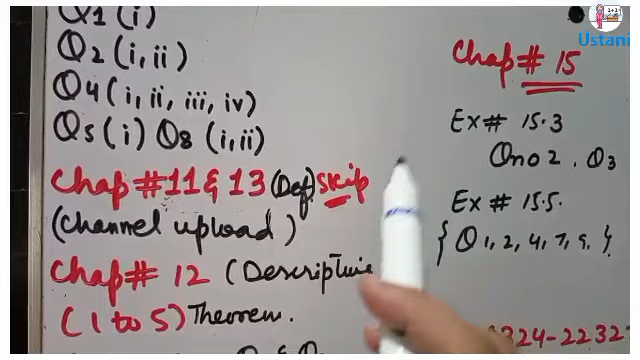 Q1 (i)
Q2 (i, ii)
Q4 (i, ii, iii, iv)
Q5 (i) Q8 (i, ii)
Chap #11 & 13 (Def) skip
(channel upload)
Chap# 12 (Descriptive
(1 to 5) Theorem.
Ustani
Chap# 15
Ex# 15.3
Qno 2, Q3
Ex# 15.5.
{ Q 1, 2, 4, 7, 9, }